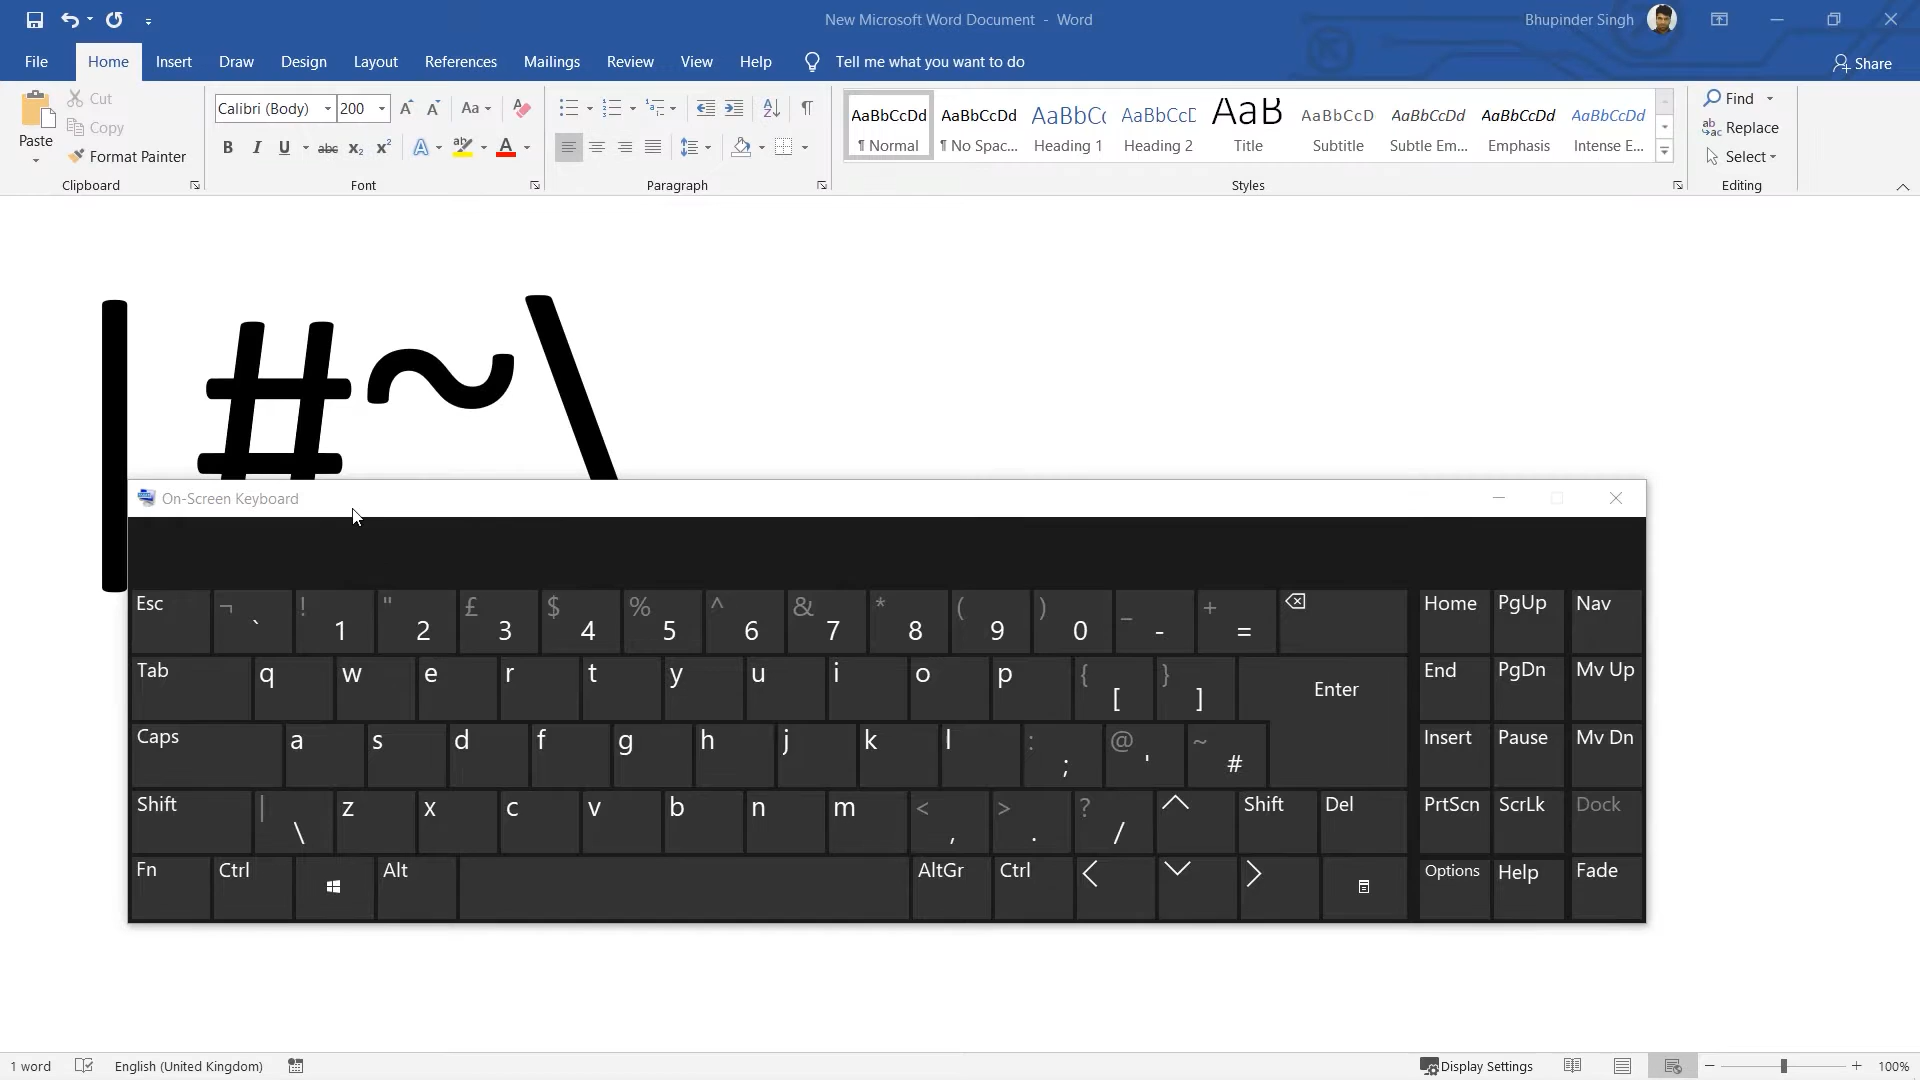 New Microsoft Word Document - Word
Bhupinder Singh
File Home Insert Draw Design Layout References Mailings Review View Help Tell me what you want to do
Share
Paste
Cut
Copy
Format Painter
Clipboard
Calibri (Body) 200
Aa
B I U abc x₂ x² A ab A
Font
Paragraph
AaBbCcDd AaBbCcDd AaBbCc AaBbCcD AaB AaBbCcD AaBbCcDd AaBbCcDd AaBbCcDd
¶ Normal ¶ No Spac... Heading 1 Heading 2 Title Subtitle Subtle Em... Emphasis Intense E...
Styles
Find
Replace
Select
Editing
| #~\
On-Screen Keyboard
Esc ¬ ` ! 1 " 2 £ 3 $ 4 % 5 ^ 6 & 7 * 8 ( 9 ) 0 _ - + = Home PgUp Nav
Tab q w e r t y u i o p { [ } ] Enter End PgDn Mv Up
Caps a s d f g h j k l : ; @ ' ~ # Insert Pause Mv Dn
Shift | \ z x c v b n m < , > . ? / Shift Del PrtScn ScrLk Dock
Fn Ctrl Alt AltGr Ctrl Options Help Fade
1 word English (United Kingdom) Display Settings 100%